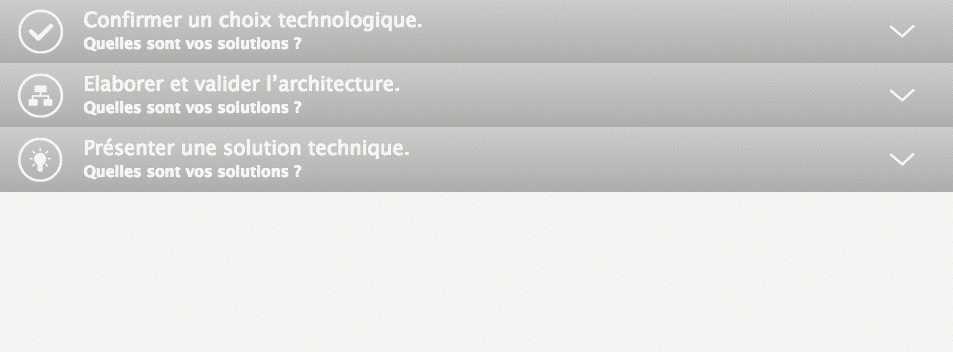 Confirmer un choix technologique.
Quelles sont vos solutions ?
Elaborer et valider l’architecture.
Quelles sont vos solutions ?
Présenter une solution technique.
Quelles sont vos solutions ?